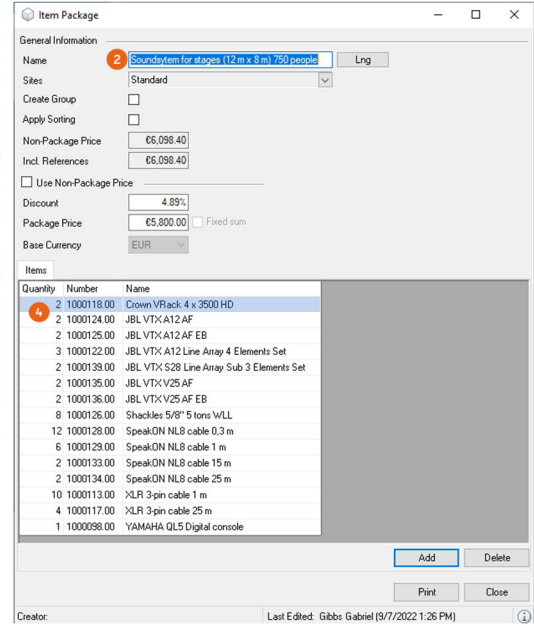 Item Package
General Information
Name 2 Soundsytem for stages (12 m x 8 m) 750 people Lng
Sites Standard
Create Group
Apply Sorting
Non-Package Price €6,098.40
Incl. References €6,098.40
Use Non-Package Price
Discount 4.89%
Package Price €5,800.00 Fixed sum
Base Currency EUR
Items
Quantity Number Name
2 1000118.00 Crown VRack 4 x 3500 HD
4
2 1000124.00 JBL VTX A12 AF
2 1000125.00 JBL VTX A12 AF EB
3 1000122.00 JBL VTX A12 Line Array 4 Elements Set
2 1000139.00 JBL VTX S28 Line Array Sub 3 Elements Set
2 1000135.00 JBL VTX V25 AF
2 1000136.00 JBL VTX V25 AF EB
8 1000126.00 Shackles 5/8" 5 tons WLL
12 1000128.00 SpeakON NL8 cable 0,3 m
6 1000129.00 SpeakON NL8 cable 1 m
2 1000133.00 SpeakON NL8 cable 15 m
2 1000134.00 SpeakON NL8 cable 25 m
10 1000113.00 XLR 3-pin cable 1 m
4 1000117.00 XLR 3-pin cable 25 m
1 1000098.00 YAMAHA QL5 Digital console
Add Delete
Print Close
Creator: Last Edited: Gibbs Gabriel (9/7/2022 1:26 PM)